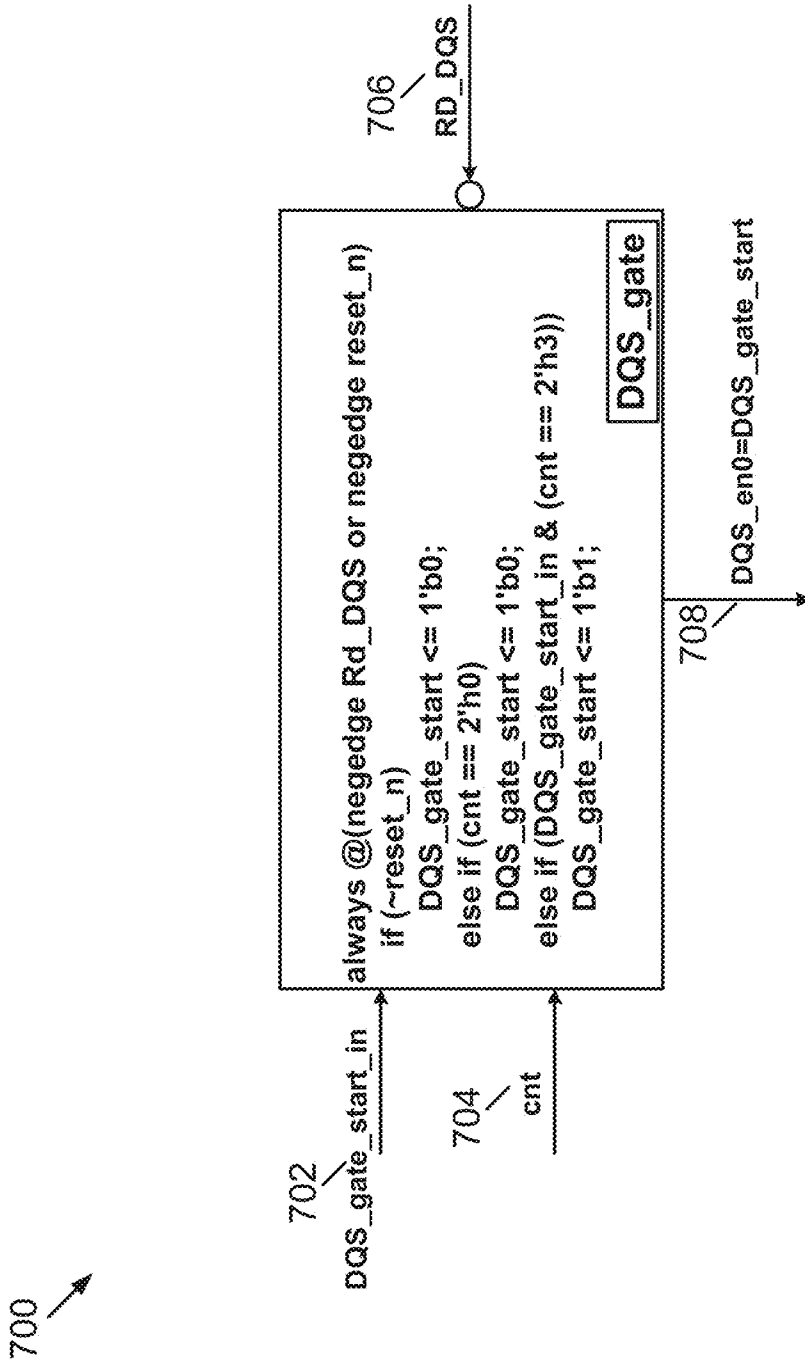 700
702
DQS_gate_start_in
704
cnt
always @(negedge Rd_DQS or negedge reset_n)
if (~reset_n)
DQS_gate_start <= 1'b0;
else if (cnt == 2'h0)
DQS_gate_start <= 1'b0;
else if (DQS_gate_start_in & (cnt == 2'h3))
DQS_gate_start <= 1'b1;
DQS_gate
706
RD_DQS
708
DQS_en0=DQS_gate_start